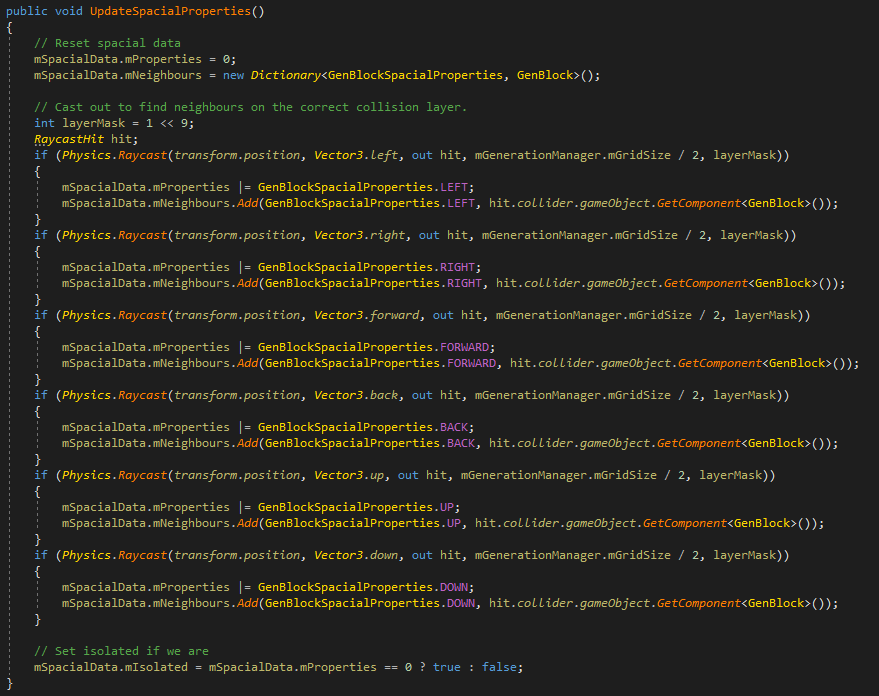 public void UpdateSpacialProperties()
{
    // Reset spacial data
    mSpacialData.mProperties = 0;
    mSpacialData.mNeighbours = new Dictionary<GenBlockSpacialProperties, GenBlock>();

    // Cast out to find neighbours on the correct collision layer.
    int layerMask = 1 << 9;
    RaycastHit hit;
    if (Physics.Raycast(transform.position, Vector3.left, out hit, mGenerationManager.mGridSize / 2, layerMask))
    {
        mSpacialData.mProperties |= GenBlockSpacialProperties.LEFT;
        mSpacialData.mNeighbours.Add(GenBlockSpacialProperties.LEFT, hit.collider.gameObject.GetComponent<GenBlock>());
    }
    if (Physics.Raycast(transform.position, Vector3.right, out hit, mGenerationManager.mGridSize / 2, layerMask))
    {
        mSpacialData.mProperties |= GenBlockSpacialProperties.RIGHT;
        mSpacialData.mNeighbours.Add(GenBlockSpacialProperties.RIGHT, hit.collider.gameObject.GetComponent<GenBlock>());
    }
    if (Physics.Raycast(transform.position, Vector3.forward, out hit, mGenerationManager.mGridSize / 2, layerMask))
    {
        mSpacialData.mProperties |= GenBlockSpacialProperties.FORWARD;
        mSpacialData.mNeighbours.Add(GenBlockSpacialProperties.FORWARD, hit.collider.gameObject.GetComponent<GenBlock>());
    }
    if (Physics.Raycast(transform.position, Vector3.back, out hit, mGenerationManager.mGridSize / 2, layerMask))
    {
        mSpacialData.mProperties |= GenBlockSpacialProperties.BACK;
        mSpacialData.mNeighbours.Add(GenBlockSpacialProperties.BACK, hit.collider.gameObject.GetComponent<GenBlock>());
    }
    if (Physics.Raycast(transform.position, Vector3.up, out hit, mGenerationManager.mGridSize / 2, layerMask))
    {
        mSpacialData.mProperties |= GenBlockSpacialProperties.UP;
        mSpacialData.mNeighbours.Add(GenBlockSpacialProperties.UP, hit.collider.gameObject.GetComponent<GenBlock>());
    }
    if (Physics.Raycast(transform.position, Vector3.down, out hit, mGenerationManager.mGridSize / 2, layerMask))
    {
        mSpacialData.mProperties |= GenBlockSpacialProperties.DOWN;
        mSpacialData.mNeighbours.Add(GenBlockSpacialProperties.DOWN, hit.collider.gameObject.GetComponent<GenBlock>());
    }

    // Set isolated if we are
    mSpacialData.mIsolated = mSpacialData.mProperties == 0 ? true : false;
}